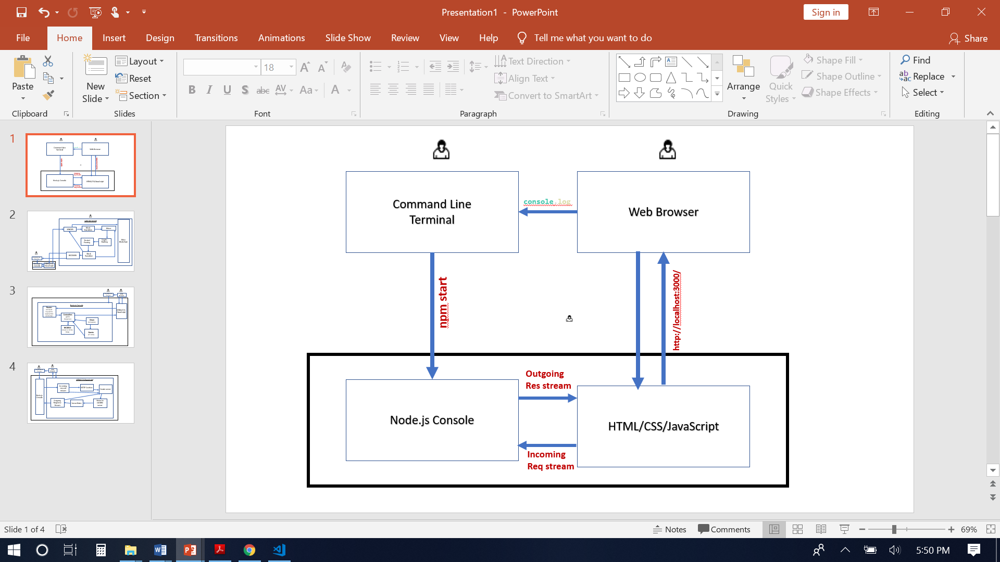 Presentation1 - PowerPoint
Sign in
File
Home
Insert
Design
Transitions
Animations
Slide Show
Review
View
Help
Tell me what you want to do
Share
Paste
New
Slide
Layout
Reset
Section
18
B I U S abc AV Aa A
Text Direction
Align Text
Convert to SmartArt
Arrange
Quick
Styles
Shape Fill
Shape Outline
Shape Effects
Find
Replace
Select
Clipboard
Slides
Font
Paragraph
Drawing
Editing
1
2
3
4
Command Line
Terminal
console.log
Web Browser
npm start
http://localhost:3000/
Outgoing
Res stream
Node.js Console
HTML/CSS/JavaScript
Incoming
Req stream
Slide 1 of 4
Notes
Comments
69%
5:50 PM